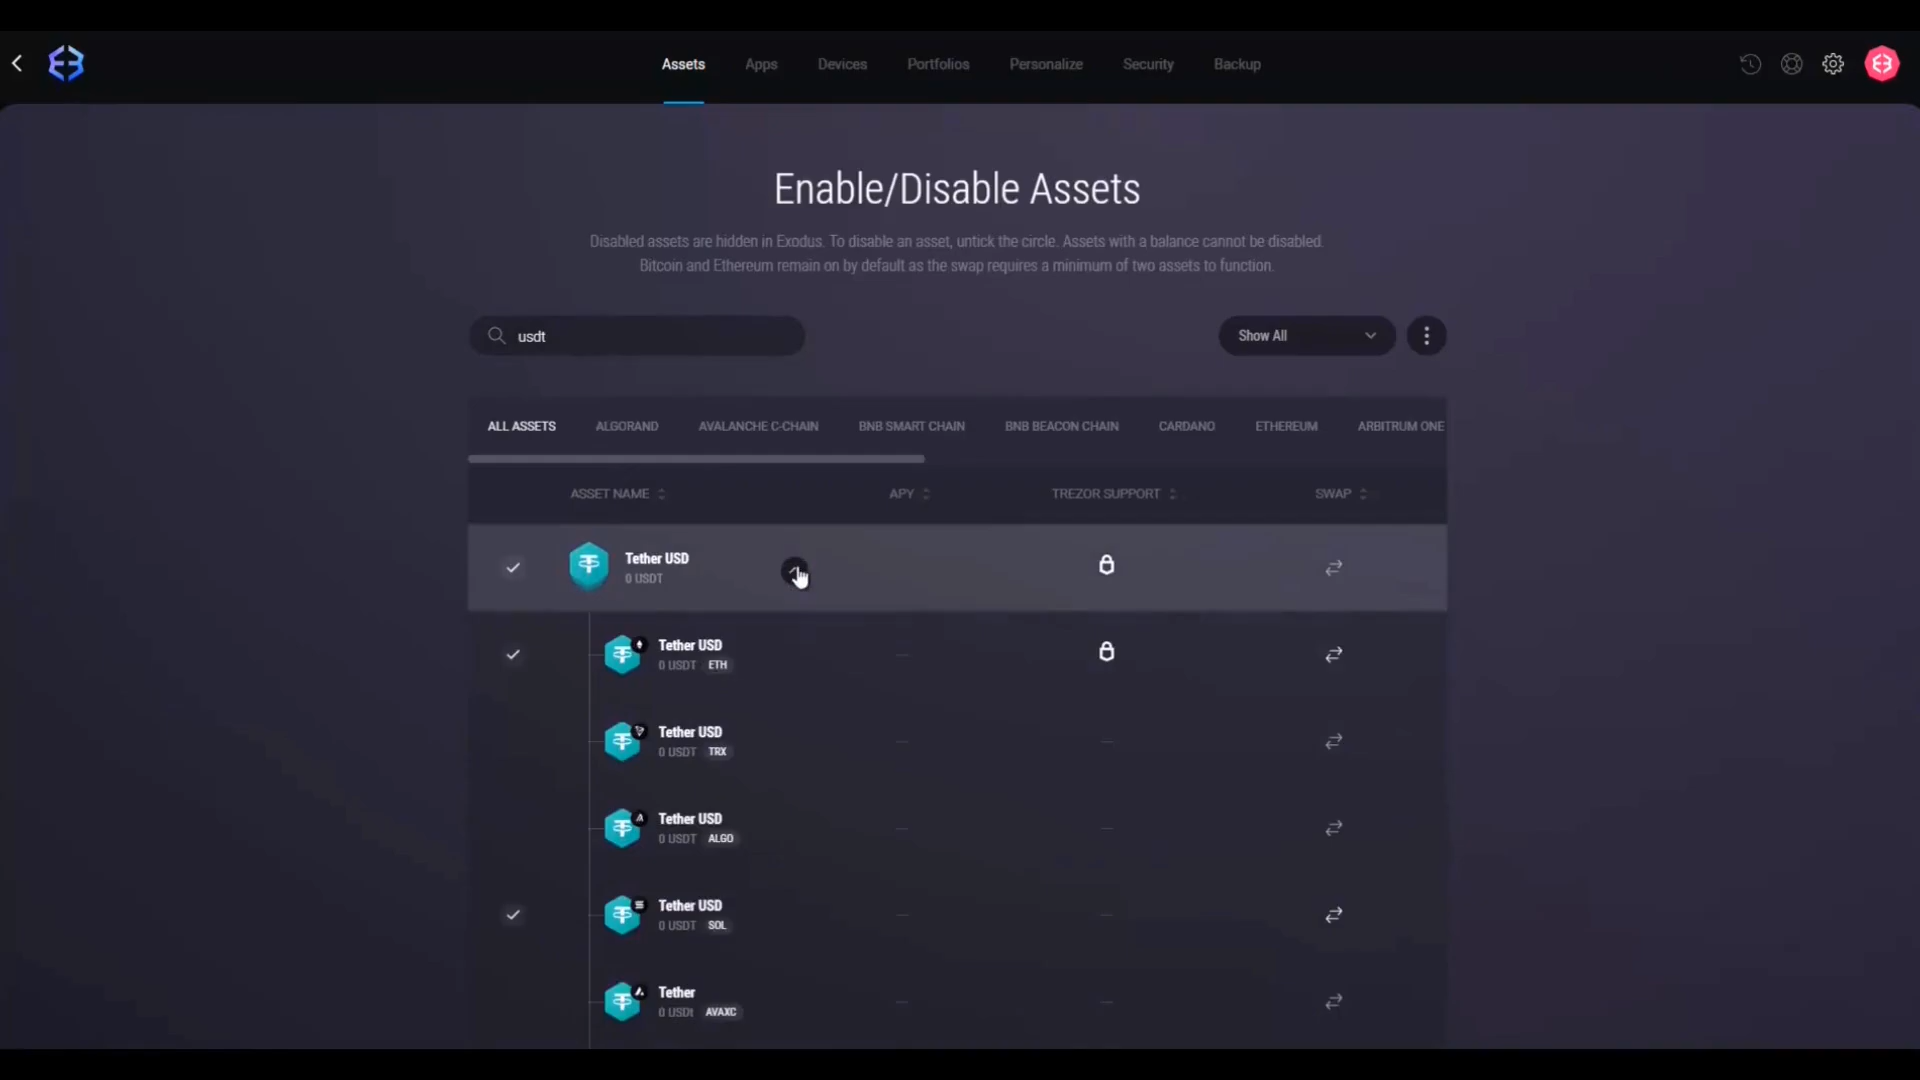 Assets
Apps
Devices
Portfolios
Personalize
Security
Backup
Enable/Disable Assets
Disabled assets are hidden in Exodus. To disable an asset, untick the circle. Assets with a balance cannot be disabled.
Bitcoin and Ethereum remain on by default as the swap requires a minimum of two assets to function.
usdt
Show All
ALL ASSETS
ALGORAND
AVALANCHE C-CHAIN
BNB SMART CHAIN
BNB BEACON CHAIN
CARDANO
ETHEREUM
ARBITRUM ONE
ASSET NAME
APY
TREZOR SUPPORT
SWAP
Tether USD
0 USDT
Tether USD
0 USDT ETH
Tether USD
0 USDT TRX
Tether USD
0 USDT ALGO
Tether USD
0 USDT SOL
Tether
0 USDt AVAXC